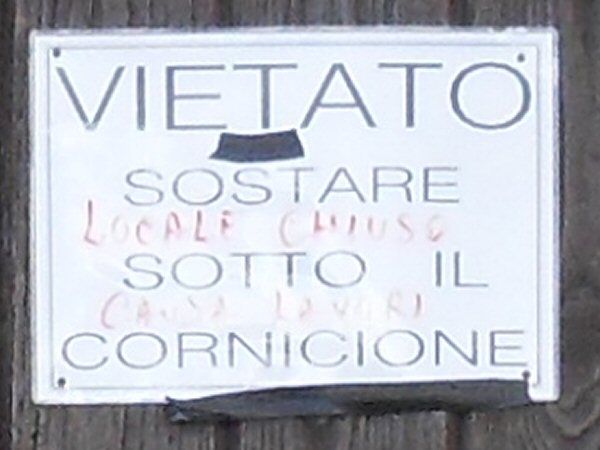 VIETATO
SOSTARE
LOCALE CHIUSO
SOTTO IL
CAUSA LAVORI
CORNICIONE